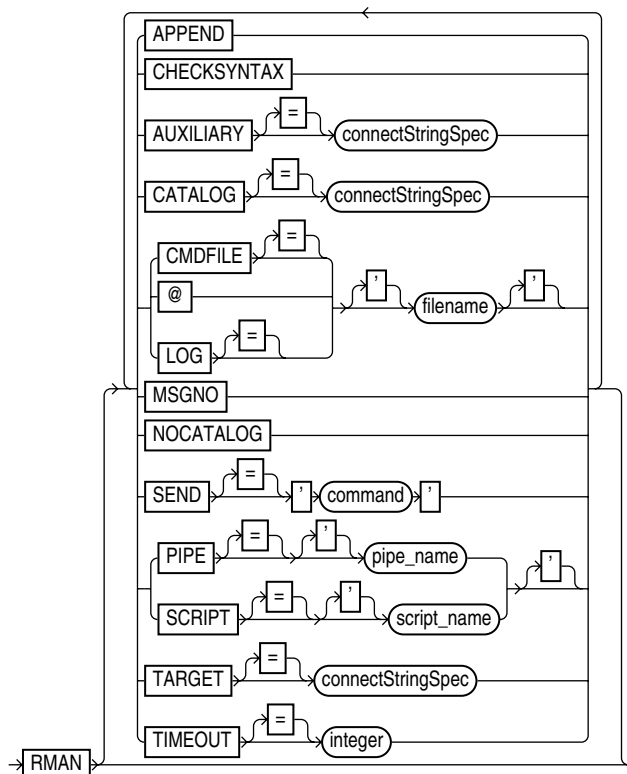 APPEND
CHECKSYNTAX
AUXILIARY = connectStringSpec
CATALOG = connectStringSpec
CMDFILE =
@ ’ filename ’
LOG =
MSGNO
NOCATALOG
SEND = ’ command ’
PIPE = ’ pipe_name
’
SCRIPT = ’ script_name
TARGET = connectStringSpec
TIMEOUT = integer
RMAN